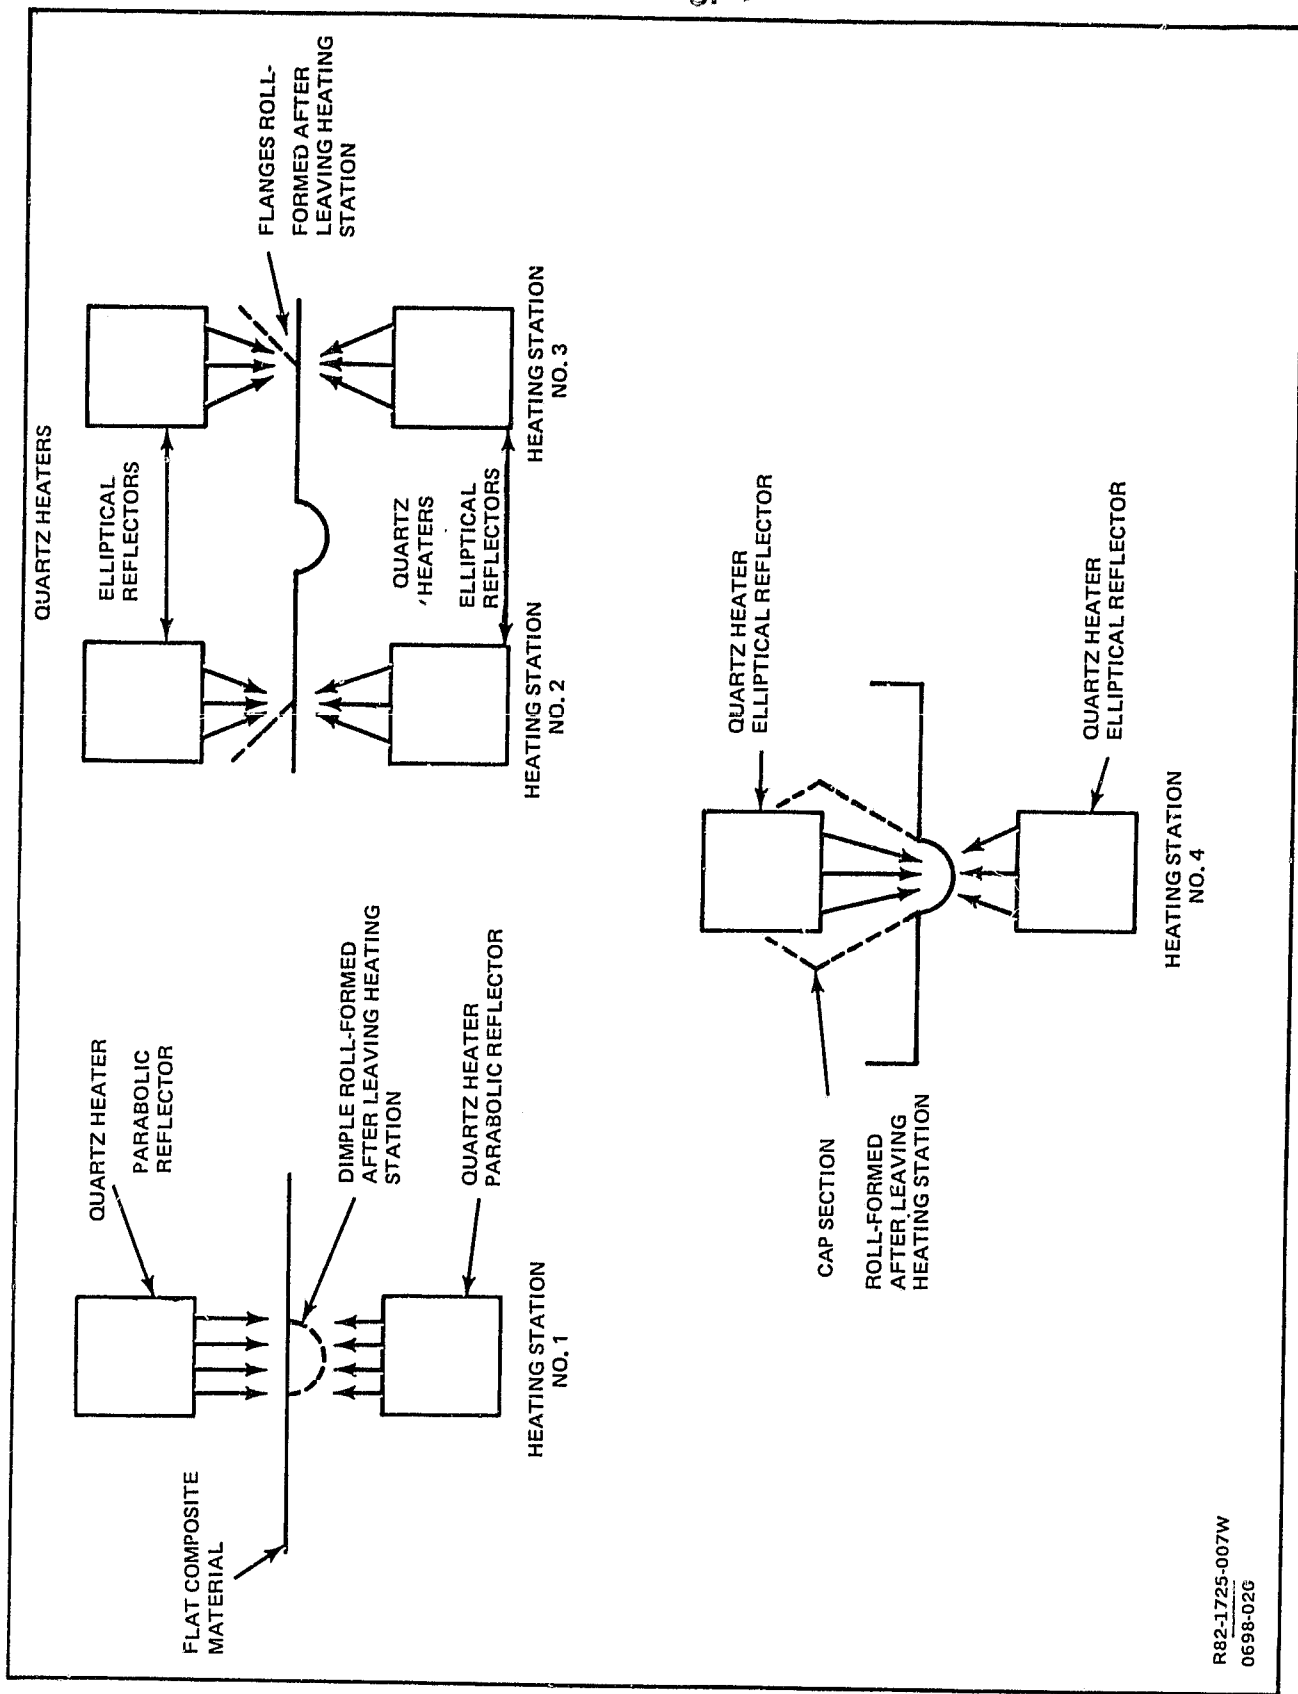 QUARTZ HEATER
PARABOLIC
REFLECTOR
FLAT COMPOSITE
MATERIAL
DIMPLE ROLL-FORMED
AFTER LEAVING HEATING
STATION
QUARTZ HEATER
PARABOLIC REFLECTOR
HEATING STATION
NO. 1
QUARTZ HEATERS
ELLIPTICAL
REFLECTORS
FLANGES ROLL-
FORMED AFTER
LEAVING HEATING
STATION
QUARTZ
HEATERS
ELLIPTICAL
REFLECTORS
HEATING STATION
NO. 2
HEATING STATION
NO. 3
QUARTZ HEATER
ELLIPTICAL REFLECTOR
CAP SECTION
ROLL-FORMED
AFTER LEAVING
HEATING STATION
QUARTZ HEATER
ELLIPTICAL REFLECTOR
HEATING STATION
NO. 4
R82-1725-007W
0698-02G